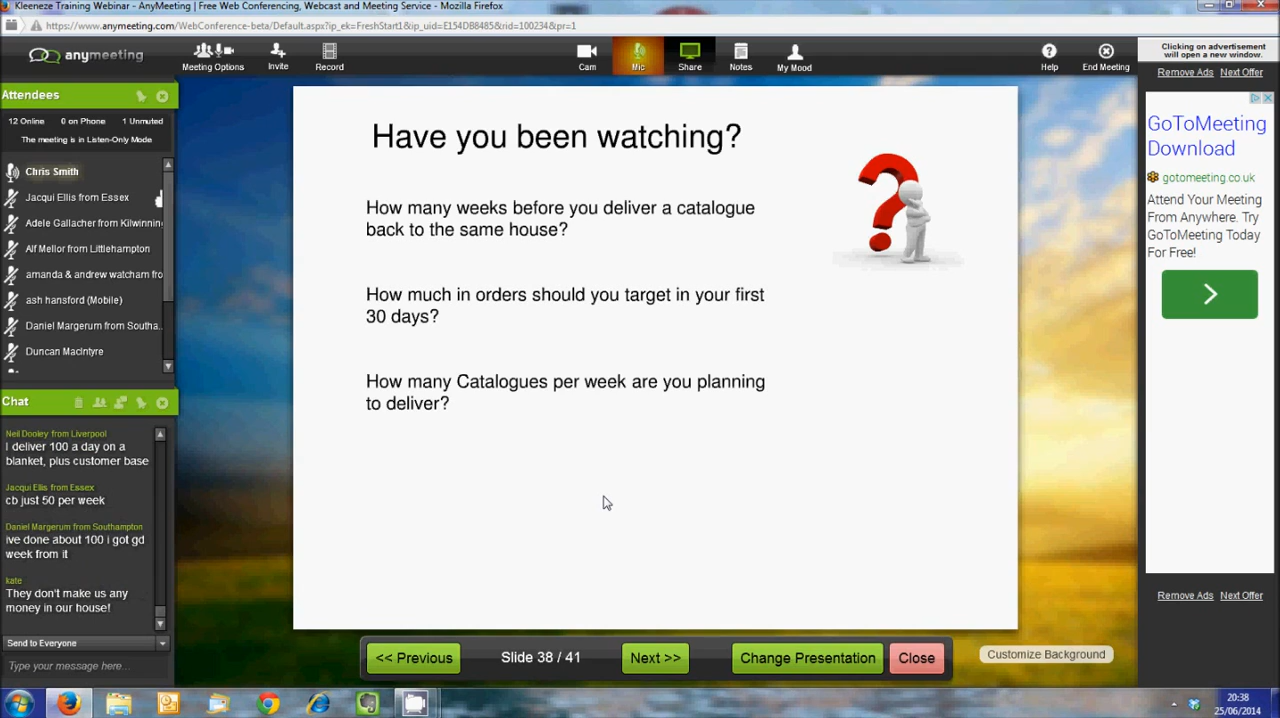 Kleeneze Training Webinar - AnyMeeting | Free Web Conferencing, Webcast and Meeting Service - Mozilla Firefox
https://www.anymeeting.com/WebConference-beta/Default.aspx?ip_ek=FreshStart1&ip_uid=E154DB8485&rid=100234&pr=1
anymeeting
Meeting Options
Invite
Record
Cam
Mic
Share
Notes
My Mood
Help
End Meeting
Clicking on advertisement
will open a new window.
Remove Ads Next Offer
Attendees
12 Online 0 on Phone 1 Unmuted
The meeting is in Listen-Only Mode
Chris Smith
Jacqui Ellis from Essex
Adele Gallacher from Kilwinnin
Alf Mellor from Littlehampton
amanda & andrew watcham fro
ash hansford (Mobile)
Daniel Margerum from Southa...
Duncan MacIntyre
Chat
Neil Dooley from Liverpool
I deliver 100 a day on a
blanket, plus customer base
Jacqui Ellis from Essex
cb just 50 per week
Daniel Margerum from Southampton
ive done about 100 i got gd
week from it
kate
They don't make us any
money in our house!
Send to Everyone
Type your message here...
Have you been watching?
How many weeks before you deliver a catalogue
back to the same house?
How much in orders should you target in your first
30 days?
How many Catalogues per week are you planning
to deliver?
<< Previous
Slide 38 / 41
Next >>
Change Presentation
Close
Customize Background
GoToMeeting
Download
gotomeeting.co.uk
Attend Your Meeting
From Anywhere. Try
GoToMeeting Today
For Free!
Remove Ads Next Offer
20:38
25/06/2014